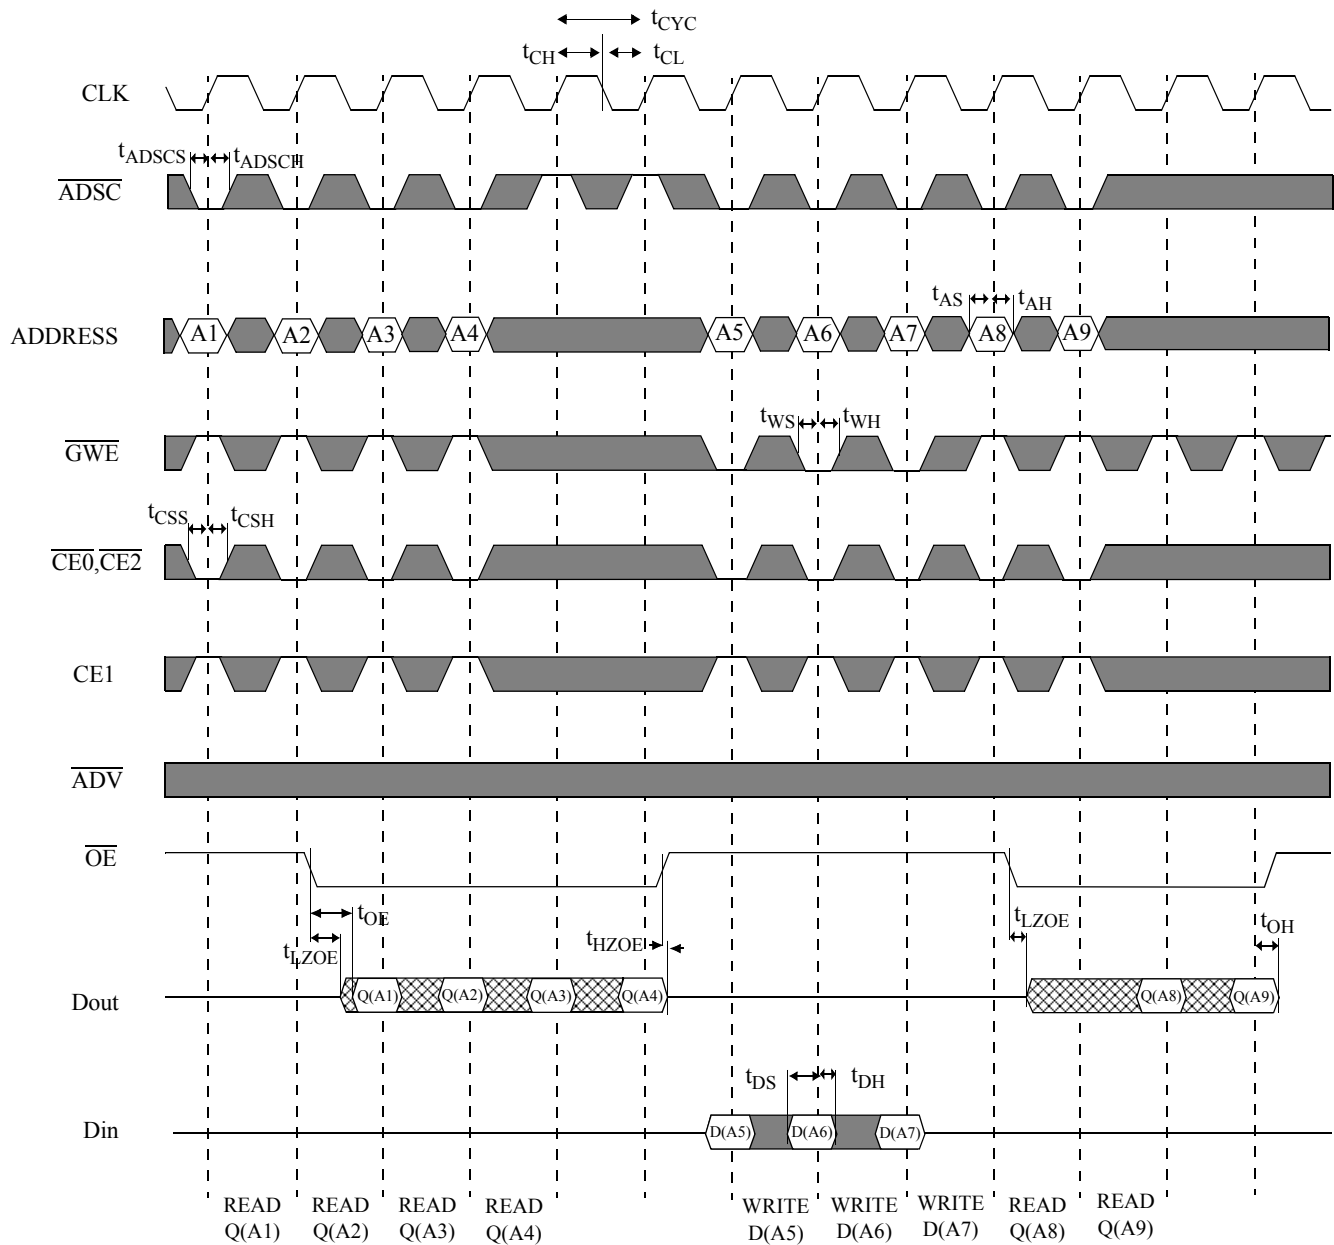 tCYC
tCH tCL
CLK
tADSCS tADSCH
ADSC
tAS tAH
ADDRESS A1 A2 A3 A4 A5 A6 A7 A8 A9
tWS tWH
GWE
tCSS tCSH
CE0,CE2
CE1
ADV
OE
tOE tLZOE tOH
tLZOE tHZOE
Dout Q(A1) Q(A2) Q(A3) Q(A4) Q(A8) Q(A9)
tDS tDH
Din D(A5) D(A6) D(A7)
READ READ READ READ WRITE WRITE WRITE READ READ
Q(A1) Q(A2) Q(A3) Q(A4) D(A5) D(A6) D(A7) Q(A8) Q(A9)